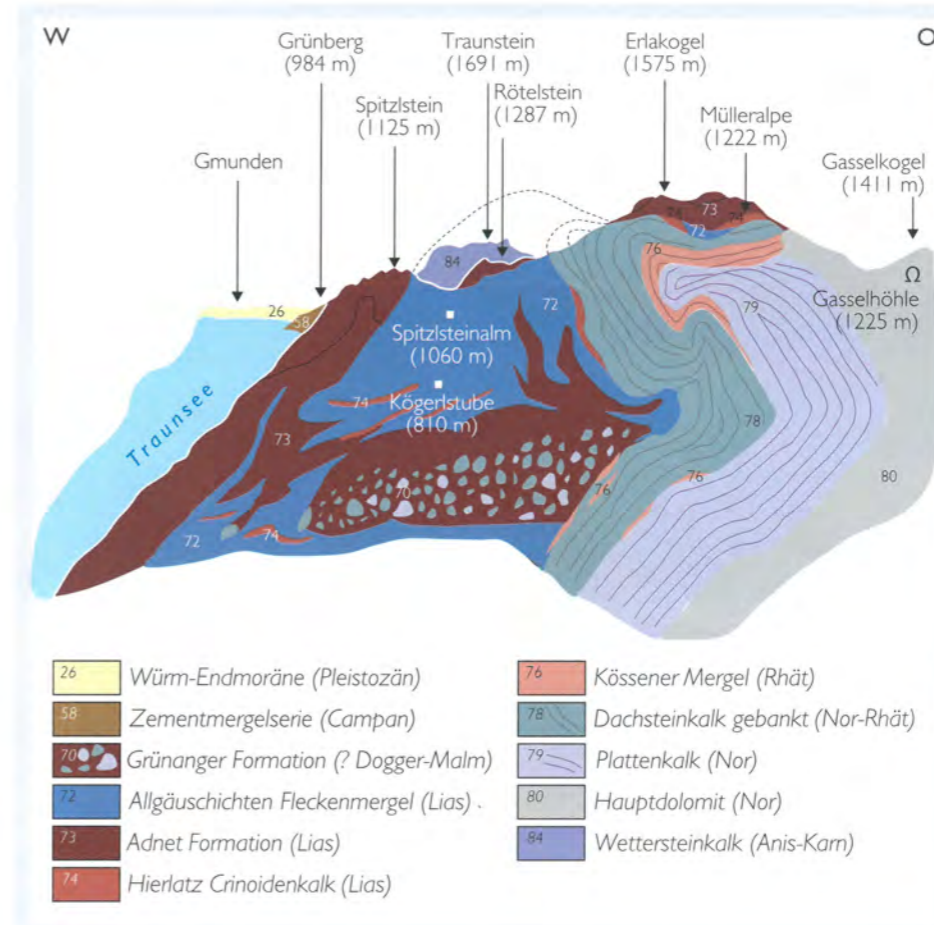 W
O
Grünberg
(984 m)
Traunstein
(1691 m)
Erlakogel
(1575 m)
Spitzlstein
(1125 m)
Rötelstein
(1287 m)
Mülleralpe
(1222 m)
Gmunden
Gasselkogel
(1411 m)
74
73
74
72
76
84
26
58
72
79
Ω
Gasselhöhle
(1225 m)
Spitzlsteinalm
(1060 m)
74
Kögerlstube
(810 m)
Traunsee
73
78
70
76
76
80
72
74
26 Würm-Endmoräne (Pleistozän)
58 Zementmergelserie (Campan)
70 Grünanger Formation (? Dogger-Malm)
72 Allgäuschichten Fleckenmergel (Lias)
73 Adnet Formation (Lias)
74 Hierlatz Crinoidenkalk (Lias)
76 Kössener Mergel (Rhät)
78 Dachsteinkalk gebankt (Nor-Rhät)
79 Plattenkalk (Nor)
80 Hauptdolomit (Nor)
84 Wettersteinkalk (Anis-Karn)